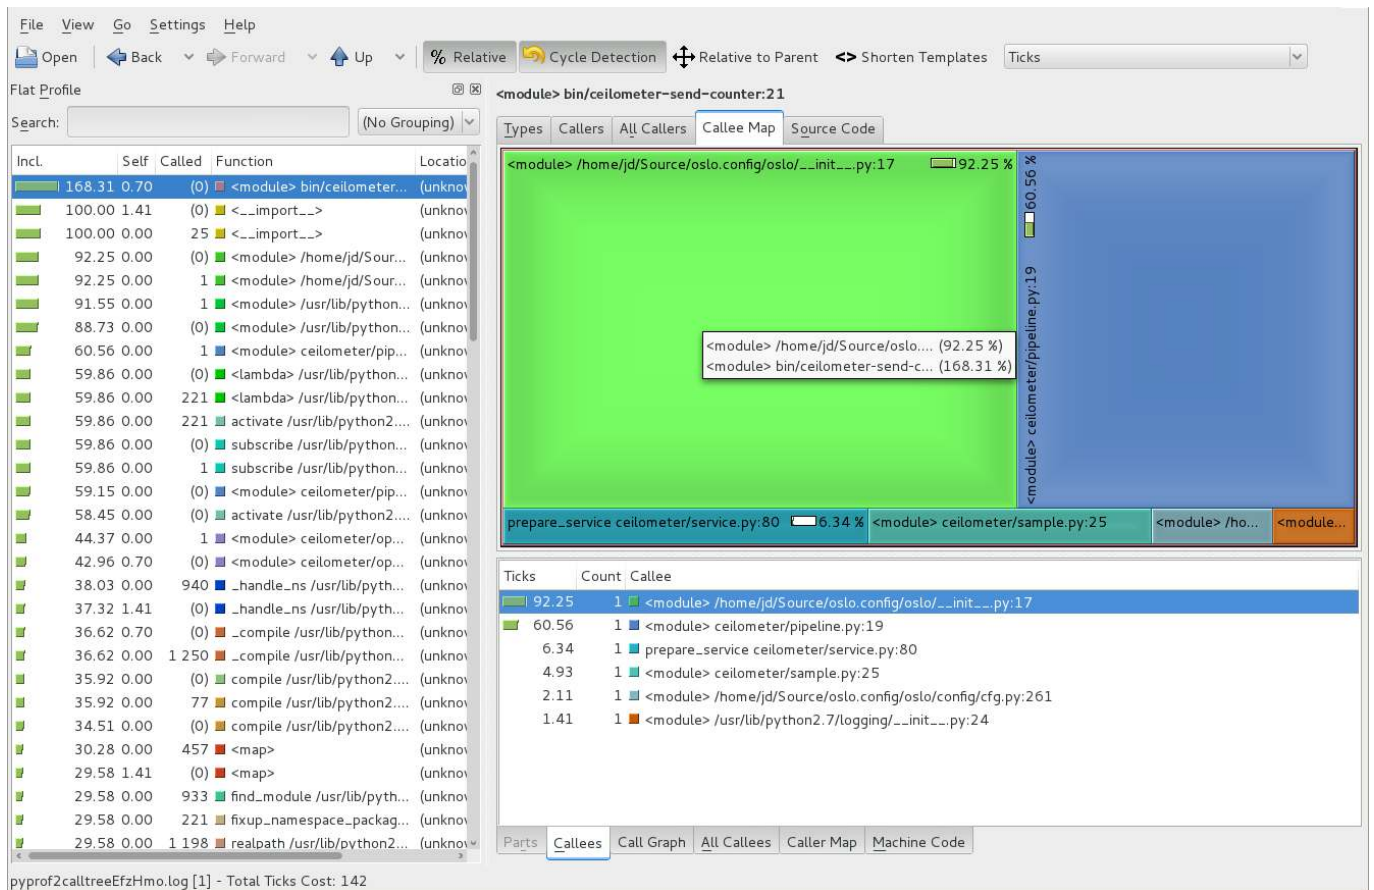 File View Go Settings Help
Open Back Forward Up % Relative Cycle Detection Relative to Parent <> Shorten Templates Ticks
Flat Profile
Search: (No Grouping)
Incl. Self Called Function Locatio
168.31 0.70 (0) <module> bin/ceilometer... (unknov
100.00 1.41 (0) <__import__> (unknov
100.00 0.00 25 <__import__> (unknov
92.25 0.00 (0) <module> /home/jd/Sour... (unknov
92.25 0.00 1 <module> /home/jd/Sour... (unknov
91.55 0.00 1 <module> /usr/lib/python... (unknov
88.73 0.00 (0) <module> /usr/lib/python... (unknov
60.56 0.00 1 <module> ceilometer/pip... (unknov
59.86 0.00 (0) <lambda> /usr/lib/python... (unknov
59.86 0.00 221 <lambda> /usr/lib/python... (unknov
59.86 0.00 221 activate /usr/lib/python2.... (unknov
59.86 0.00 (0) subscribe /usr/lib/python... (unknov
59.86 0.00 1 subscribe /usr/lib/python... (unknov
59.15 0.00 (0) <module> ceilometer/pip... (unknov
58.45 0.00 (0) activate /usr/lib/python2.... (unknov
44.37 0.00 1 <module> ceilometer/op... (unknov
42.96 0.70 (0) <module> ceilometer/op... (unknov
38.03 0.00 940 _handle_ns /usr/lib/pyth... (unknov
37.32 1.41 (0) _handle_ns /usr/lib/pyth... (unknov
36.62 0.70 (0) _compile /usr/lib/python... (unknov
36.62 0.00 1 250 _compile /usr/lib/python... (unknov
35.92 0.00 (0) compile /usr/lib/python2.... (unknov
35.92 0.00 77 compile /usr/lib/python2.... (unknov
34.51 0.00 (0) compile /usr/lib/python2.... (unknov
30.28 0.00 457 <map> (unknov
29.58 1.41 (0) <map> (unknov
29.58 0.00 933 find_module /usr/lib/pyth... (unknov
29.58 0.00 221 fixup_namespace_packag... (unknov
29.58 0.00 1 198 realpath /usr/lib/python2... (unknov
<module> bin/ceilometer-send-counter:21
Types Callers All Callers Callee Map Source Code
<module> /home/jd/Source/oslo.config/oslo/__init__.py:17 92.25 %
<module> ceilometer/pipeline.py:19 60.56 %
<module> /home/jd/Source/oslo.... (92.25 %)
<module> bin/ceilometer-send-c... (168.31 %)
prepare_service ceilometer/service.py:80 6.34 % <module> ceilometer/sample.py:25 <module> /ho... <module...
Ticks Count Callee
92.25 1 <module> /home/jd/Source/oslo.config/oslo/__init__.py:17
60.56 1 <module> ceilometer/pipeline.py:19
6.34 1 prepare_service ceilometer/service.py:80
4.93 1 <module> ceilometer/sample.py:25
2.11 1 <module> /home/jd/Source/oslo.config/oslo/config/cfg.py:261
1.41 1 <module> /usr/lib/python2.7/logging/__init__.py:24
Parts Callees Call Graph All Callees Caller Map Machine Code
pyprof2calltreeEfzHmo.log [1] - Total Ticks Cost: 142